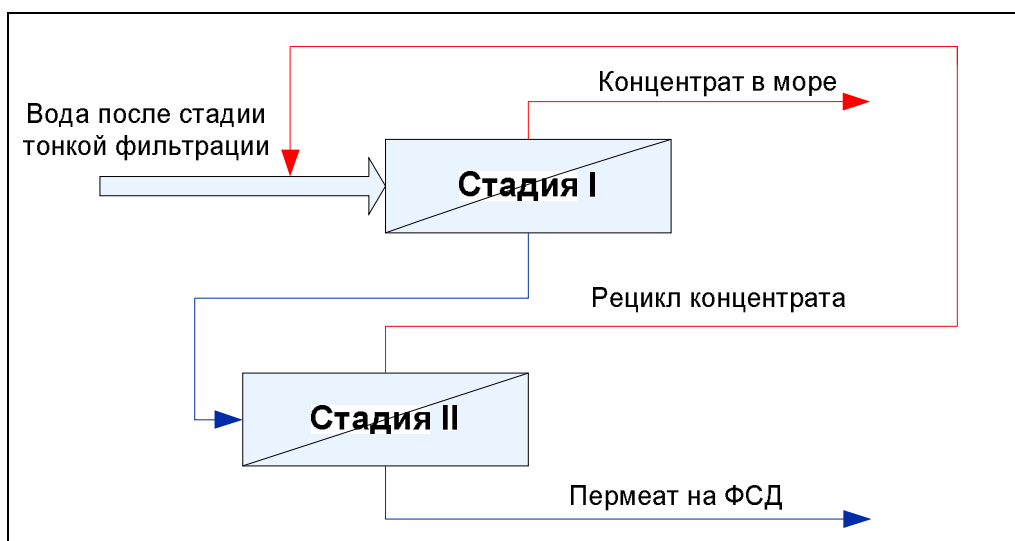 Концентрат в море
Вода после стадии
тонкой фильтрации
Стадия I
Рецикл концентрата
Стадия II
Пермеат на ФСД